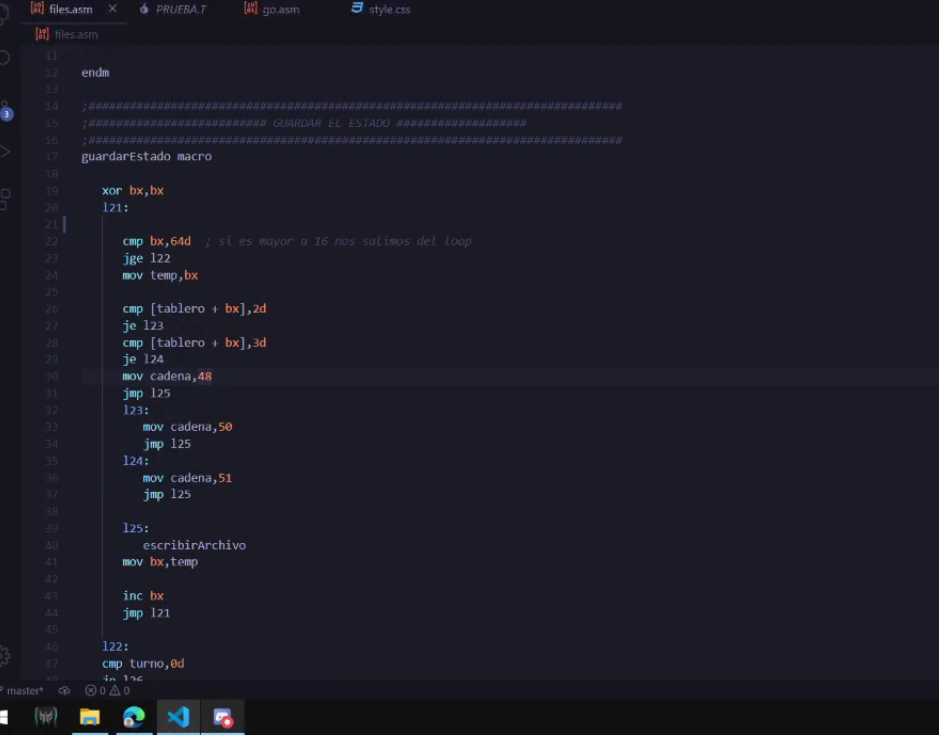 files.asm PRUEBA.T go.asm style.css
files.asm
11
12 endm
13
14 ;##############################################################################
15 ;########################## GUARDAR EL ESTADO ###################
16 ;##############################################################################
17 guardarEstado macro
18
19 xor bx,bx
20 l21:
21
22 cmp bx,64d ; si es mayor a 16 nos salimos del loop
23 jge l22
24 mov temp,bx
25
26 cmp [tablero + bx],2d
27 je l23
28 cmp [tablero + bx],3d
29 je l24
30 mov cadena,48
31 jmp l25
32 l23:
33 mov cadena,50
34 jmp l25
35 l24:
36 mov cadena,51
37 jmp l25
38
39 l25:
40 escribirArchivo
41 mov bx,temp
42
43 inc bx
44 jmp l21
45
46 l22:
47 cmp turno,0d
48 je l26
3
master* 0 0